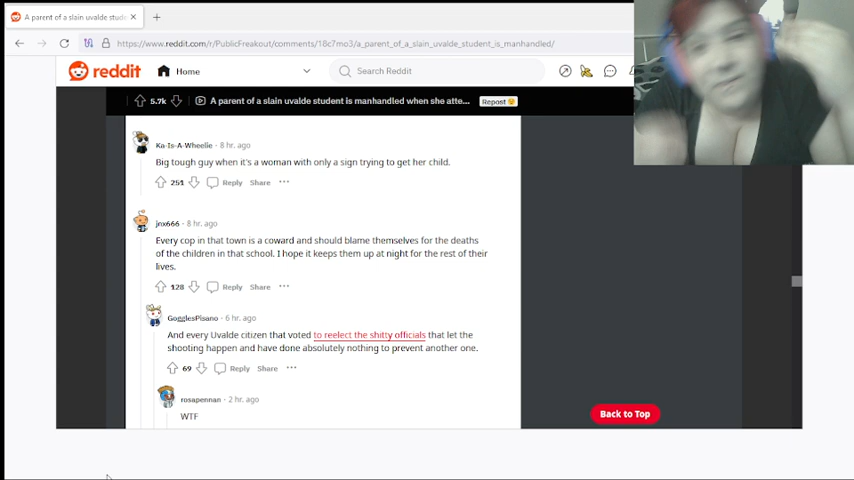 A parent of a slain uvalde stude
https://www.reddit.com/r/PublicFreakout/comments/18c7mo3/a_parent_of_a_slain_uvalde_student_is_manhandled/
reddit Home Search Reddit
5.7k A parent of a slain uvalde student is manhandled when she atte... Repost
Ka-Is-A-Wheelie · 8 hr. ago
Big tough guy when it's a woman with only a sign trying to get her child.
251 Reply Share ...
jnx666 · 8 hr. ago
Every cop in that town is a coward and should blame themselves for the deaths
of the children in that school. I hope it keeps them up at night for the rest of their
lives.
128 Reply Share ...
GogglesPisano · 6 hr. ago
And every Uvalde citizen that voted to reelect the shitty officials that let the
shooting happen and have done absolutely nothing to prevent another one.
69 Reply Share ...
rosapennan · 2 hr. ago
WTF
Back to Top